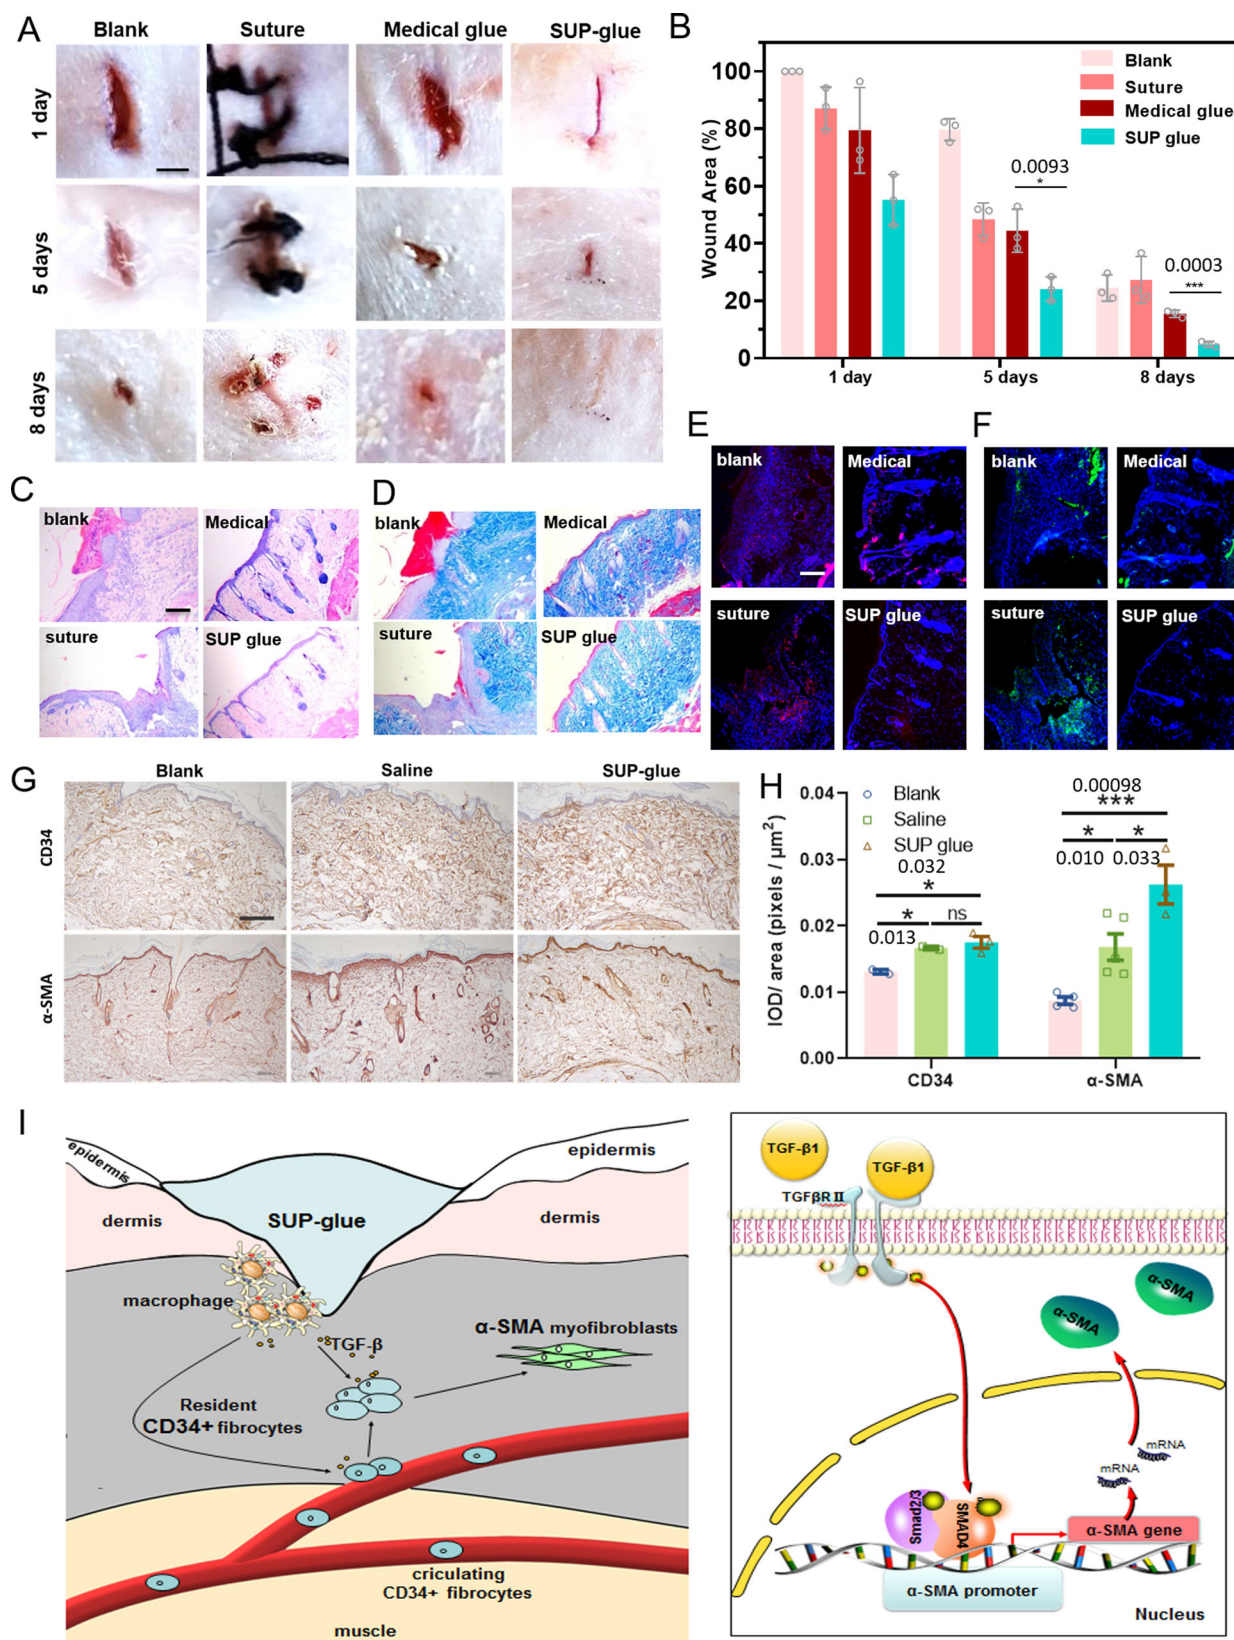 A
Blank
Suture
Medical glue
SUP-glue
1 day
5 days
8 days
B
Wound Area (%)
100
80
60
40
20
0
Blank
Suture
Medical glue
SUP glue
0.0093
*
0.0003
***
1 day
5 days
8 days
C
blank
Medical
suture
SUP glue
D
blank
Medical
suture
SUP glue
E
blank
Medical
suture
SUP glue
F
blank
Medical
suture
SUP glue
G
Blank
Saline
SUP-glue
CD34
α-SMA
H
IOD/ area (pixels / μm²)
0.04
0.03
0.02
0.01
0.00
Blank
Saline
SUP glue
0.032
*
*
ns
0.013
0.00098
***
*
*
0.010
0.033
CD34
α-SMA
I
epidermis
epidermis
dermis
SUP-glue
dermis
macrophage
TGF-β
α-SMA myofibroblasts
Resident
CD34+ fibrocytes
criculating
CD34+ fibrocytes
muscle
TGF-β1
TGF-β1
TGFβR II
α-SMA
α-SMA
mRNA
mRNA
Smad2/3
SMAD4
α-SMA gene
α-SMA promoter
Nucleus